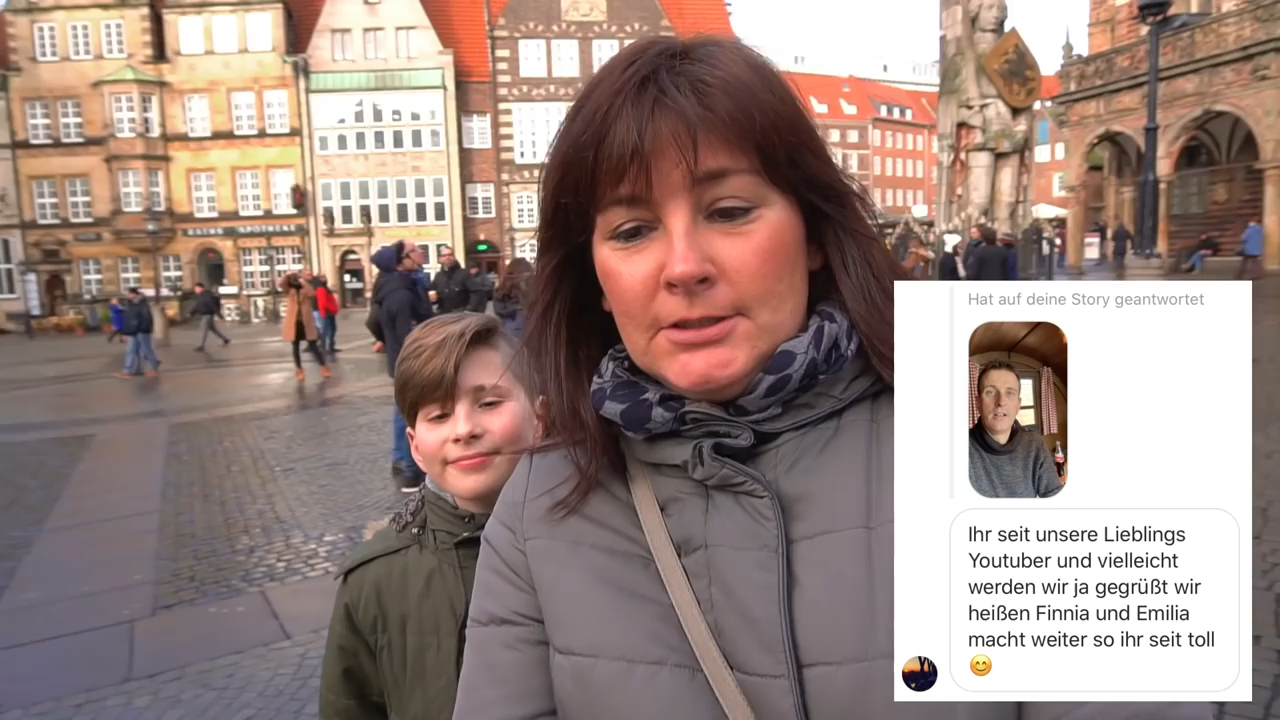 RATHS APOTHEKE
Hat auf deine Story geantwortet
Ihr seit unsere Lieblings
Youtuber und vielleicht
werden wir ja gegrüßt wir
heißen Finnia und Emilia
macht weiter so ihr seit toll
😊